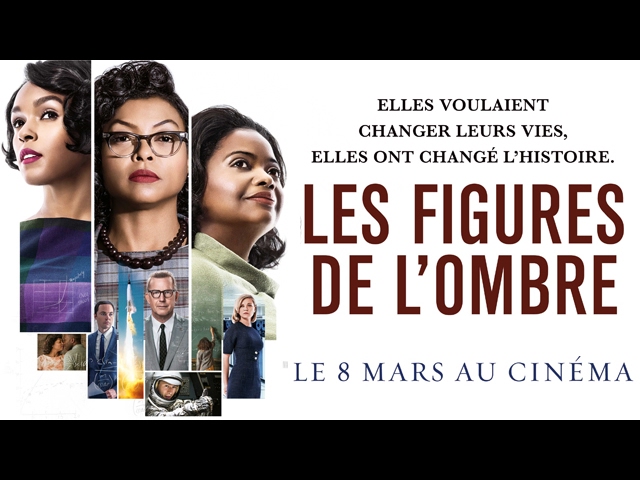 ELLES VOULAIENT
CHANGER LEURS VIES,
ELLES ONT CHANGÉ L'HISTOIRE.
LES FIGURES
DE L'OMBRE
LE 8 MARS AU CINÉMA